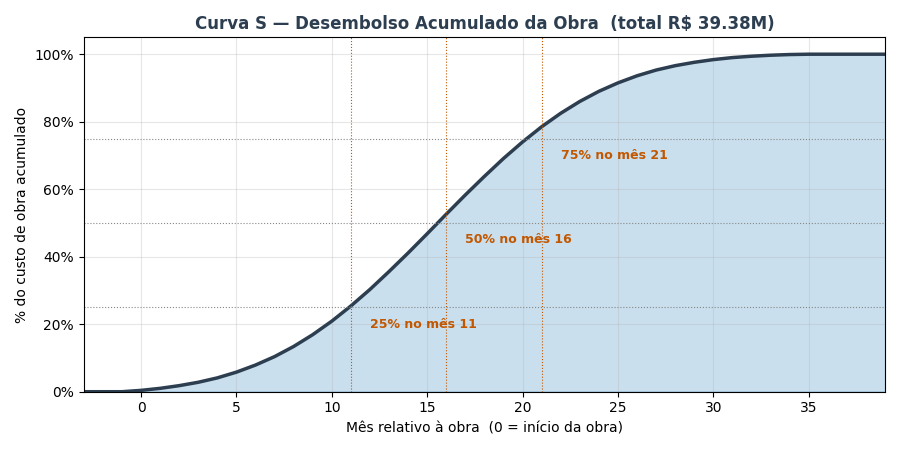 Curva S — Desembolso Acumulado da Obra  (total R$ 39.38M)
% do custo de obra acumulado
100%
80%
60%
40%
20%
0%
75% no mês 21
50% no mês 16
25% no mês 11
0 5 10 15 20 25 30 35
Mês relativo à obra  (0 = início da obra)